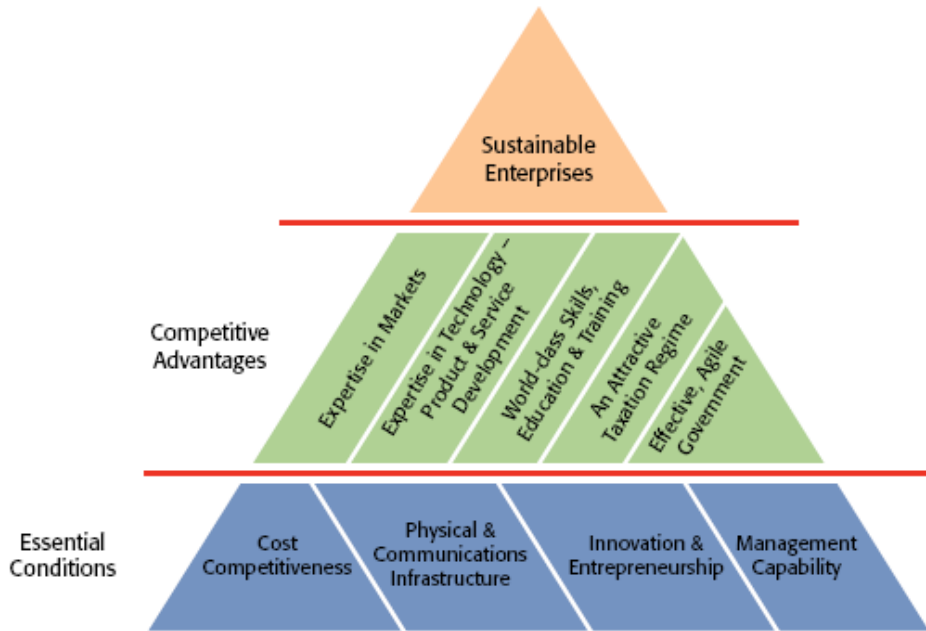 Sustainable
Enterprises
Competitive
Advantages
Expertise in Markets
Expertise in Technology –
Product & Service
Development
World-class Skills,
Education & Training
An Attractive
Taxation Regime
Effective, Agile
Government
Essential
Conditions
Cost
Competitiveness
Physical &
Communications
Infrastructure
Innovation &
Entrepreneurship
Management
Capability